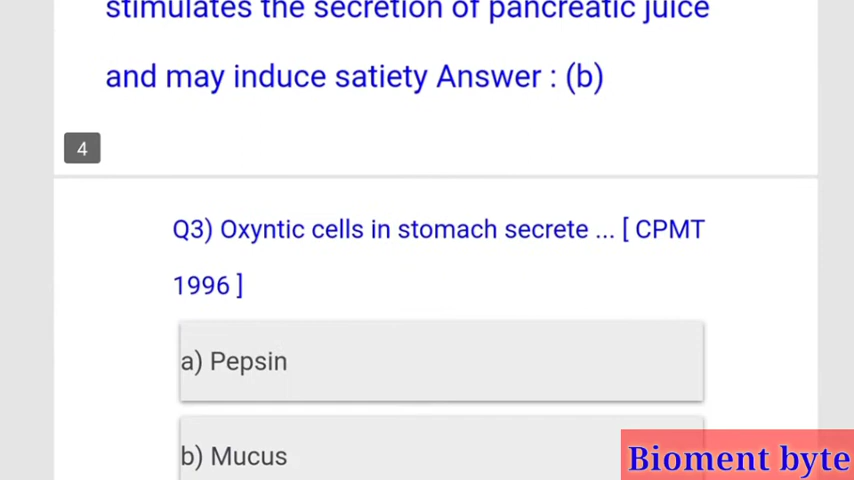 stimulates the secretion of pancreatic juice
and may induce satiety Answer : (b)
4
Q3) Oxyntic cells in stomach secrete ... [ CPMT
1996 ]
a) Pepsin
b) Mucus
Bioment byte